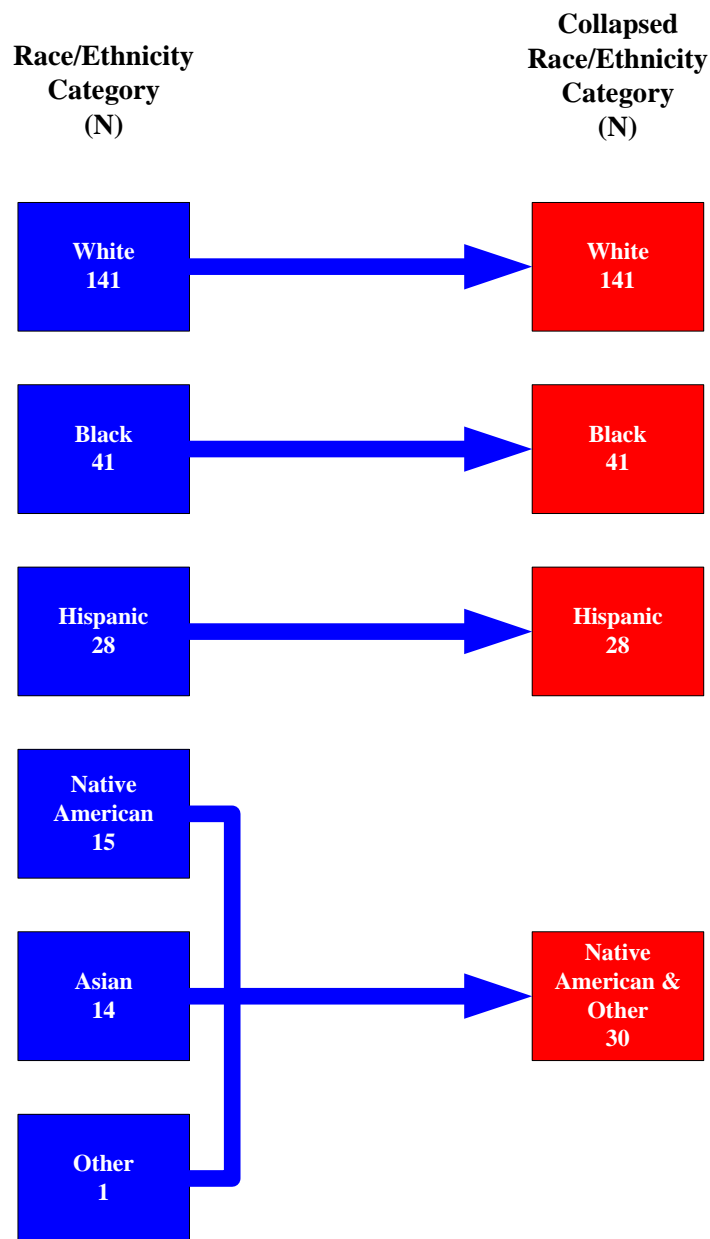 Race/Ethnicity
Category
(N)
Collapsed
Race/Ethnicity
Category
(N)
White
141
White
141
Black
41
Black
41
Hispanic
28
Hispanic
28
Native
American
15
Asian
14
Native
American &
Other
30
Other
1